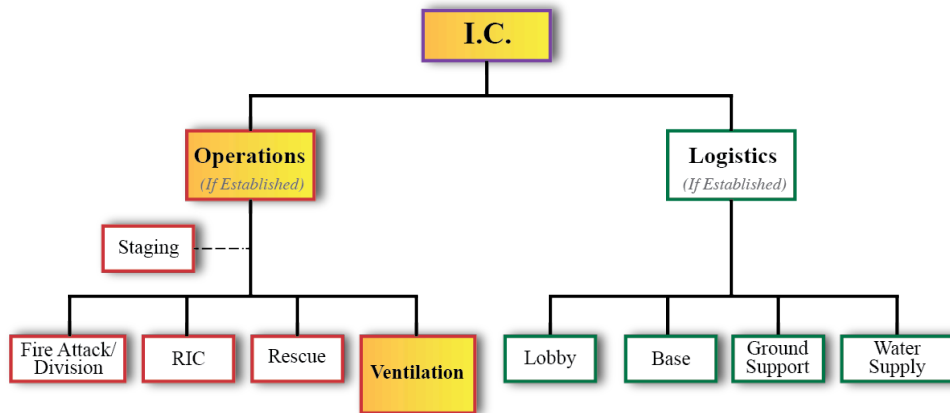 I.C.
Operations
(If Established)
Logistics
(If Established)
Staging
Fire Attack/
Division
RIC
Rescue
Ventilation
Lobby
Base
Ground
Support
Water
Supply